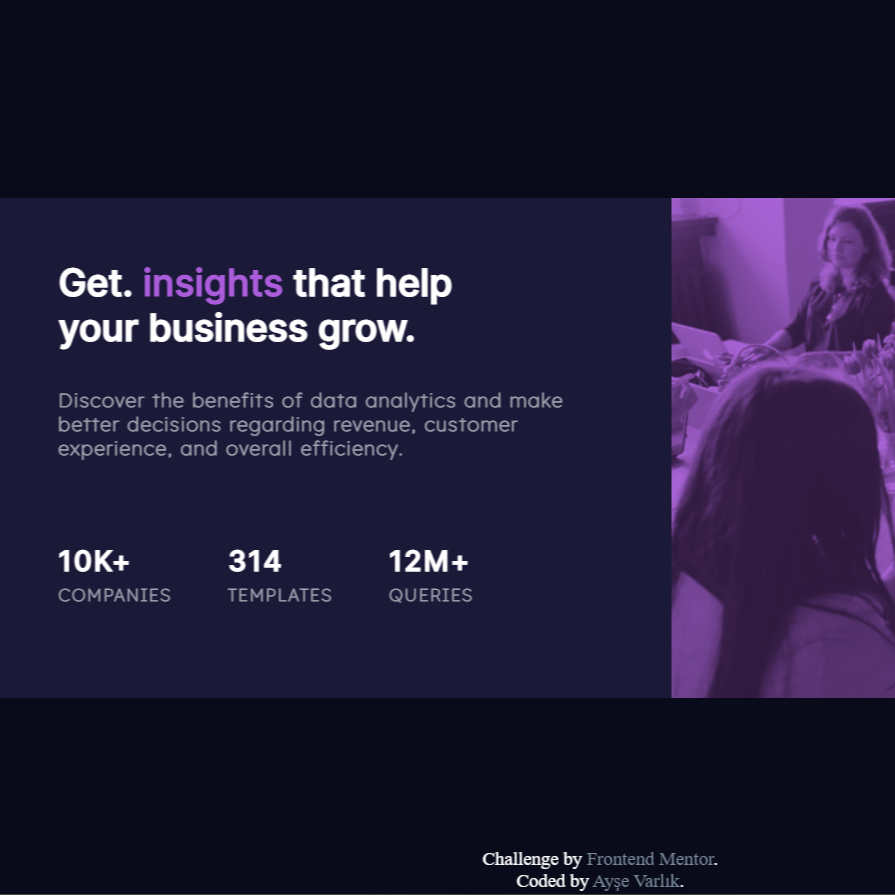 Get. insights that help
your business grow.
Discover the benefits of data analytics and make
better decisions regarding revenue, customer
experience, and overall efficiency.
10K+ 314 12M+
COMPANIES TEMPLATES QUERIES
Challenge by Frontend Mentor.
Coded by Ayşe Varlık.